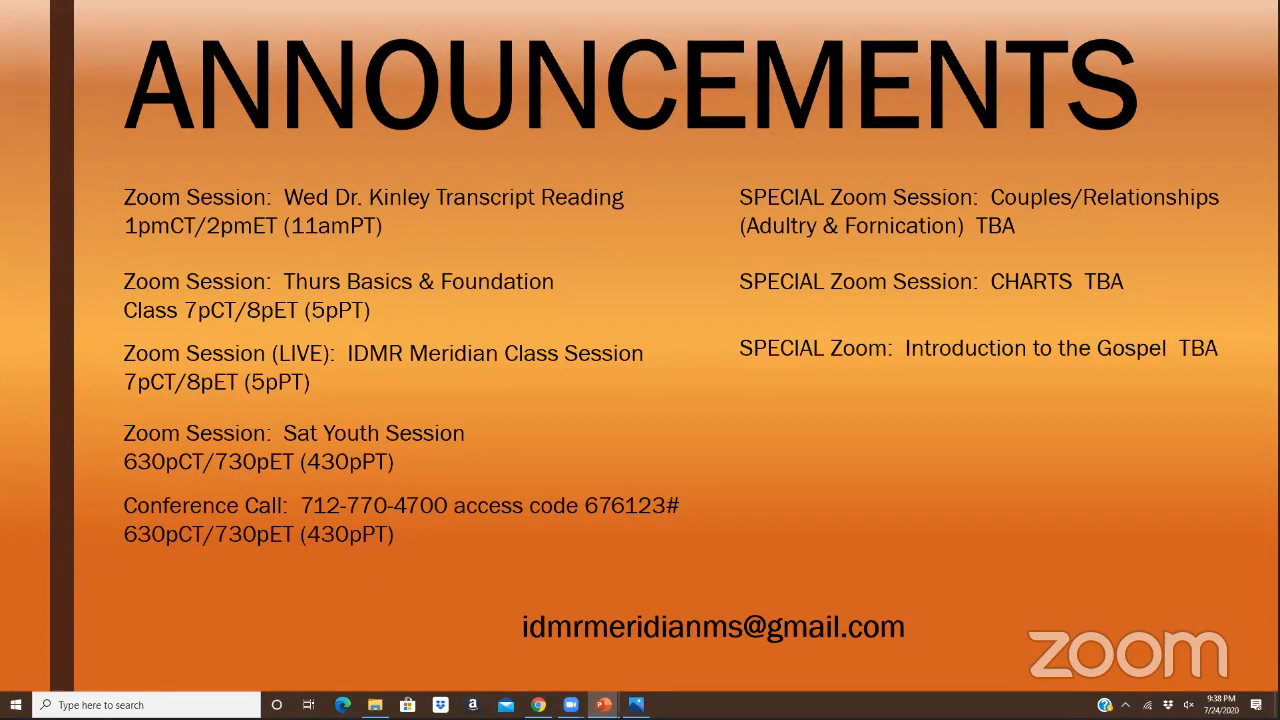 ANNOUNCEMENTS
Zoom Session:  Wed Dr. Kinley Transcript Reading
1pmCT/2pmET (11amPT)
Zoom Session:  Thurs Basics & Foundation
Class 7pCT/8pET (5pPT)
Zoom Session (LIVE):  IDMR Meridian Class Session
7pCT/8pET (5pPT)
Zoom Session:  Sat Youth Session
630pCT/730pET (430pPT)
Conference Call:  712-770-4700 access code 676123#
630pCT/730pET (430pPT)
SPECIAL Zoom Session:  Couples/Relationships
(Adultry & Fornication)  TBA
SPECIAL Zoom Session:  CHARTS  TBA
SPECIAL Zoom:  Introduction to the Gospel  TBA
idmrmeridianms@gmail.com
zoom
Type here to search
9:38 PM
7/24/2020